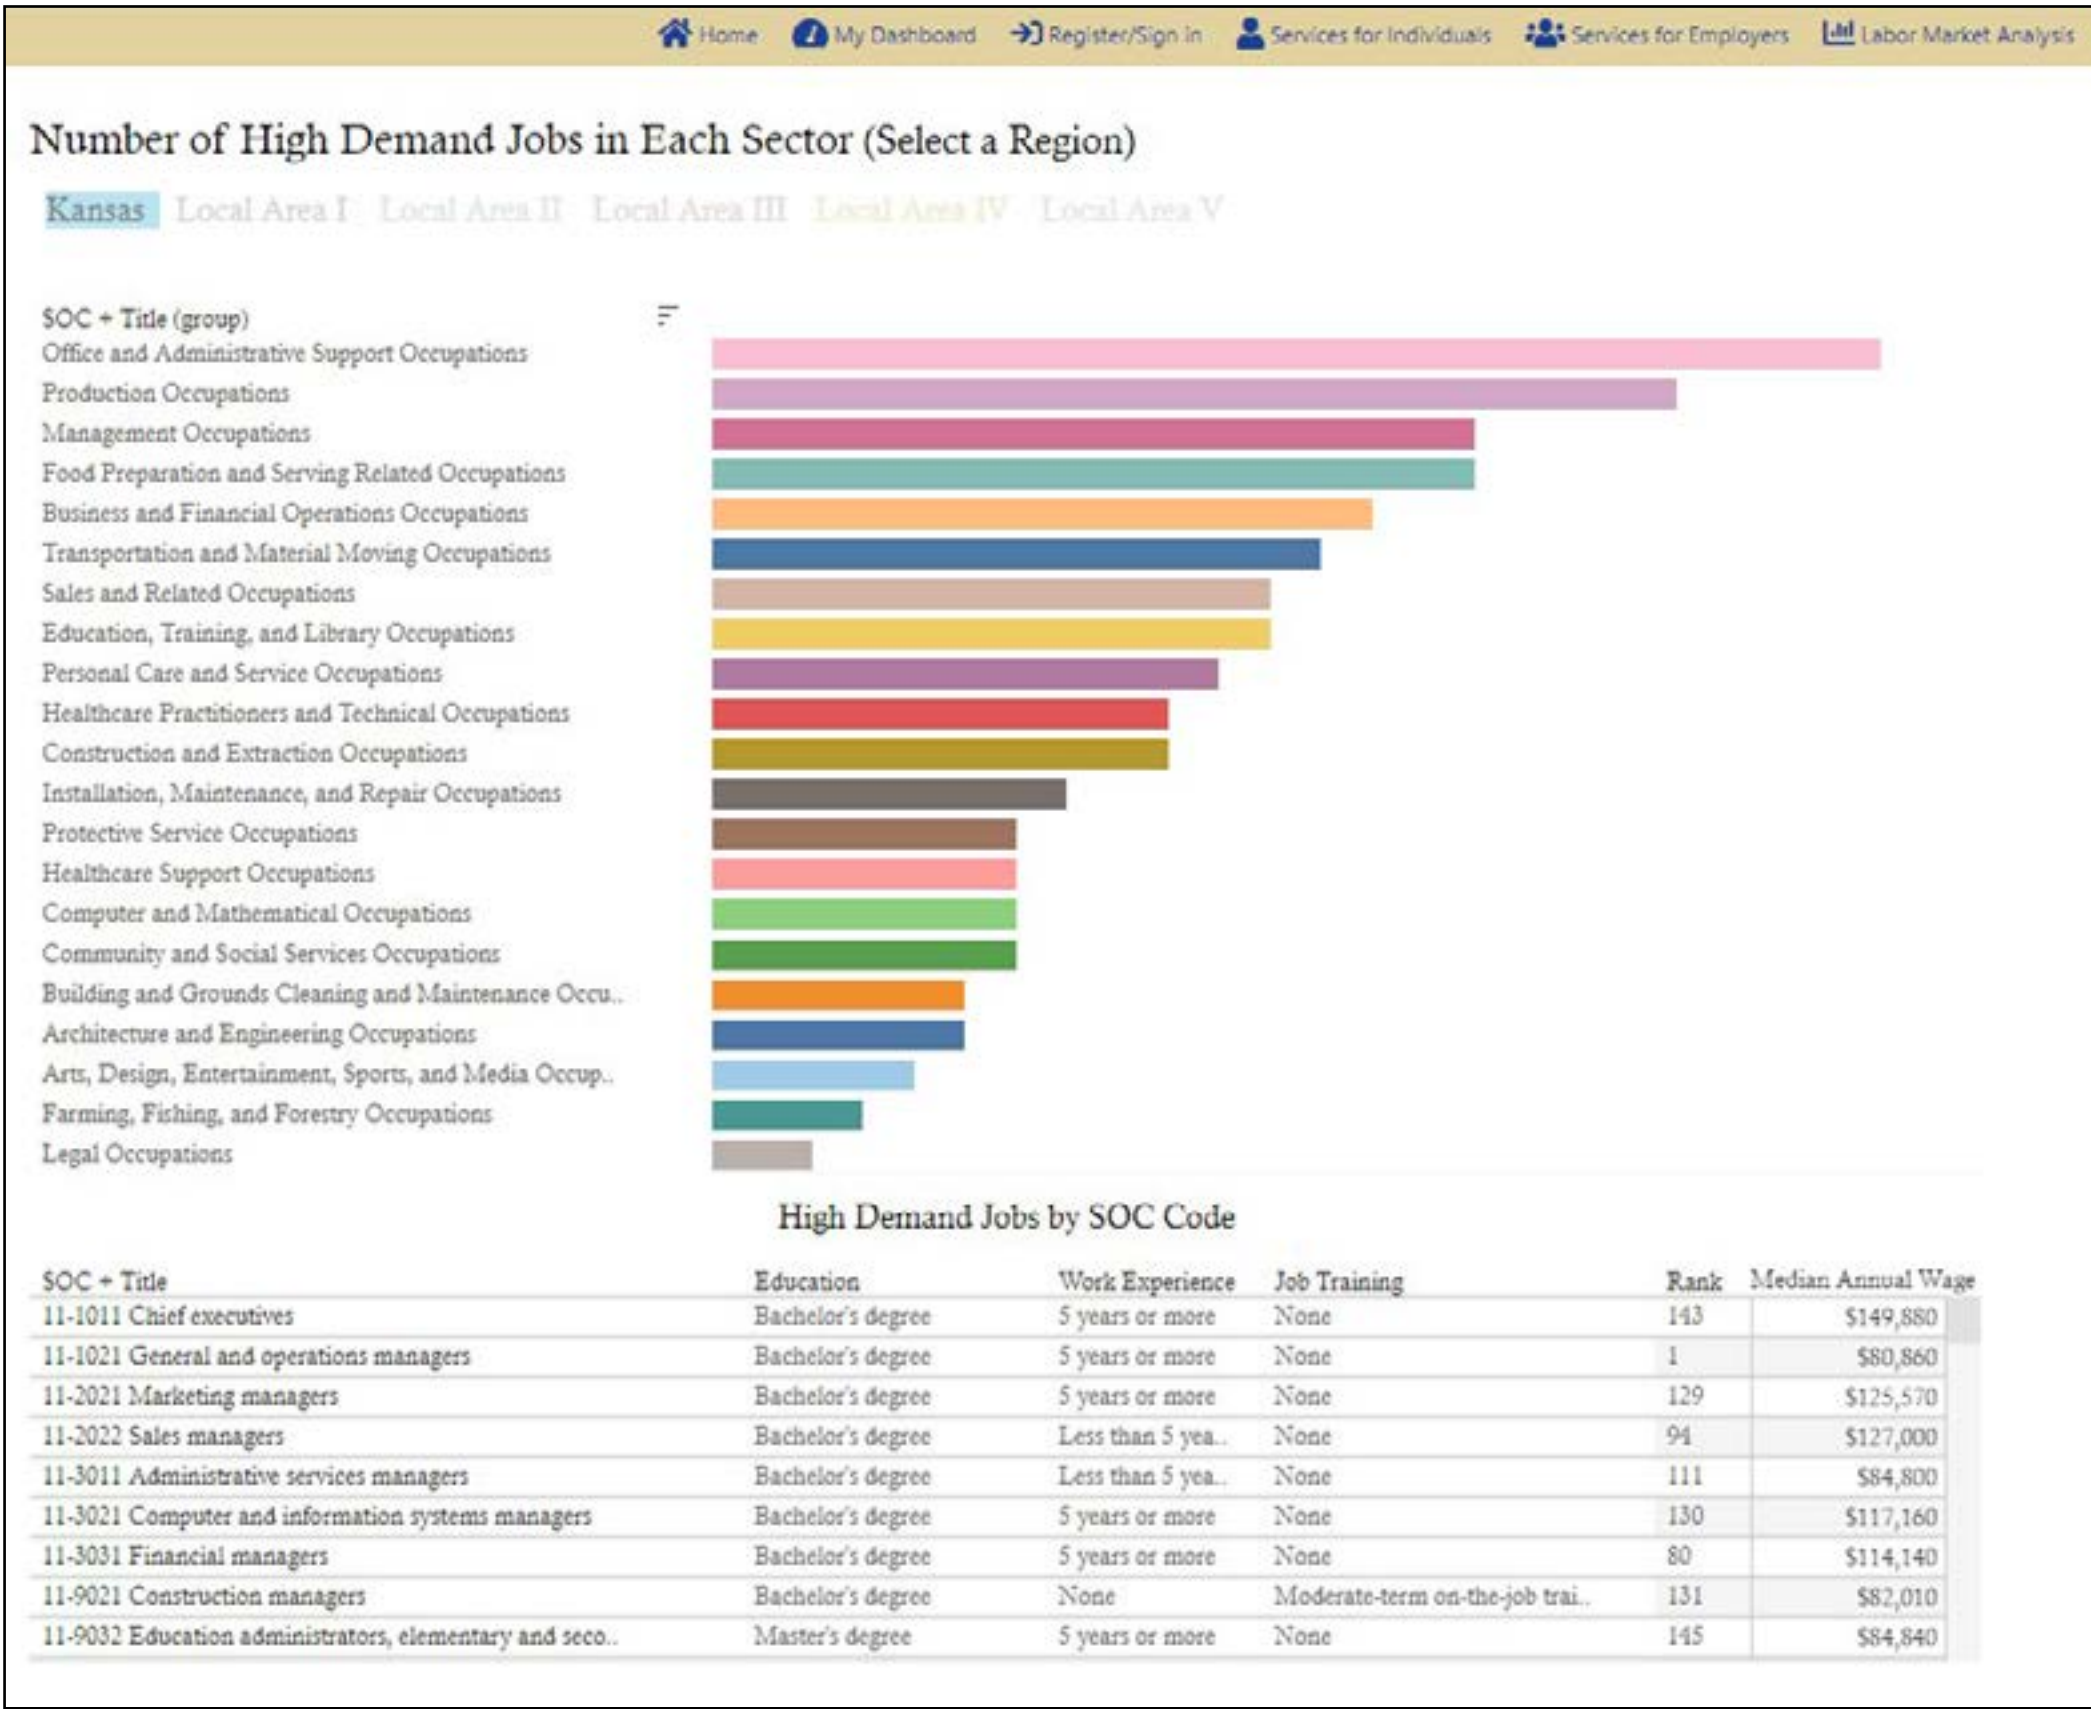 Home My Dashboard Register/Sign in Services for Individuals Services for Employers Labor Market Analysis
Number of High Demand Jobs in Each Sector (Select a Region)
Kansas Local Area I Local Area II Local Area III Local Area IV Local Area V
SOC + Title (group)
Office and Administrative Support Occupations
Production Occupations
Management Occupations
Food Preparation and Serving Related Occupations
Business and Financial Operations Occupations
Transportation and Material Moving Occupations
Sales and Related Occupations
Education, Training, and Library Occupations
Personal Care and Service Occupations
Healthcare Practitioners and Technical Occupations
Construction and Extraction Occupations
Installation, Maintenance, and Repair Occupations
Protective Service Occupations
Healthcare Support Occupations
Computer and Mathematical Occupations
Community and Social Services Occupations
Building and Grounds Cleaning and Maintenance Occu..
Architecture and Engineering Occupations
Arts, Design, Entertainment, Sports, and Media Occup..
Farming, Fishing, and Forestry Occupations
Legal Occupations
High Demand Jobs by SOC Code
SOC + Title Education Work Experience Job Training Rank Median Annual Wage
11-1011 Chief executives Bachelor's degree 5 years or more None 143 $149,880
11-1021 General and operations managers Bachelor's degree 5 years or more None 1 $80,860
11-2021 Marketing managers Bachelor's degree 5 years or more None 129 $125,570
11-2022 Sales managers Bachelor's degree Less than 5 yea.. None 94 $127,000
11-3011 Administrative services managers Bachelor's degree Less than 5 yea.. None 111 $84,800
11-3021 Computer and information systems managers Bachelor's degree 5 years or more None 130 $117,160
11-3031 Financial managers Bachelor's degree 5 years or more None 80 $114,140
11-9021 Construction managers Bachelor's degree None Moderate-term on-the-job trai.. 131 $82,010
11-9032 Education administrators, elementary and seco.. Master's degree 5 years or more None 145 $84,840